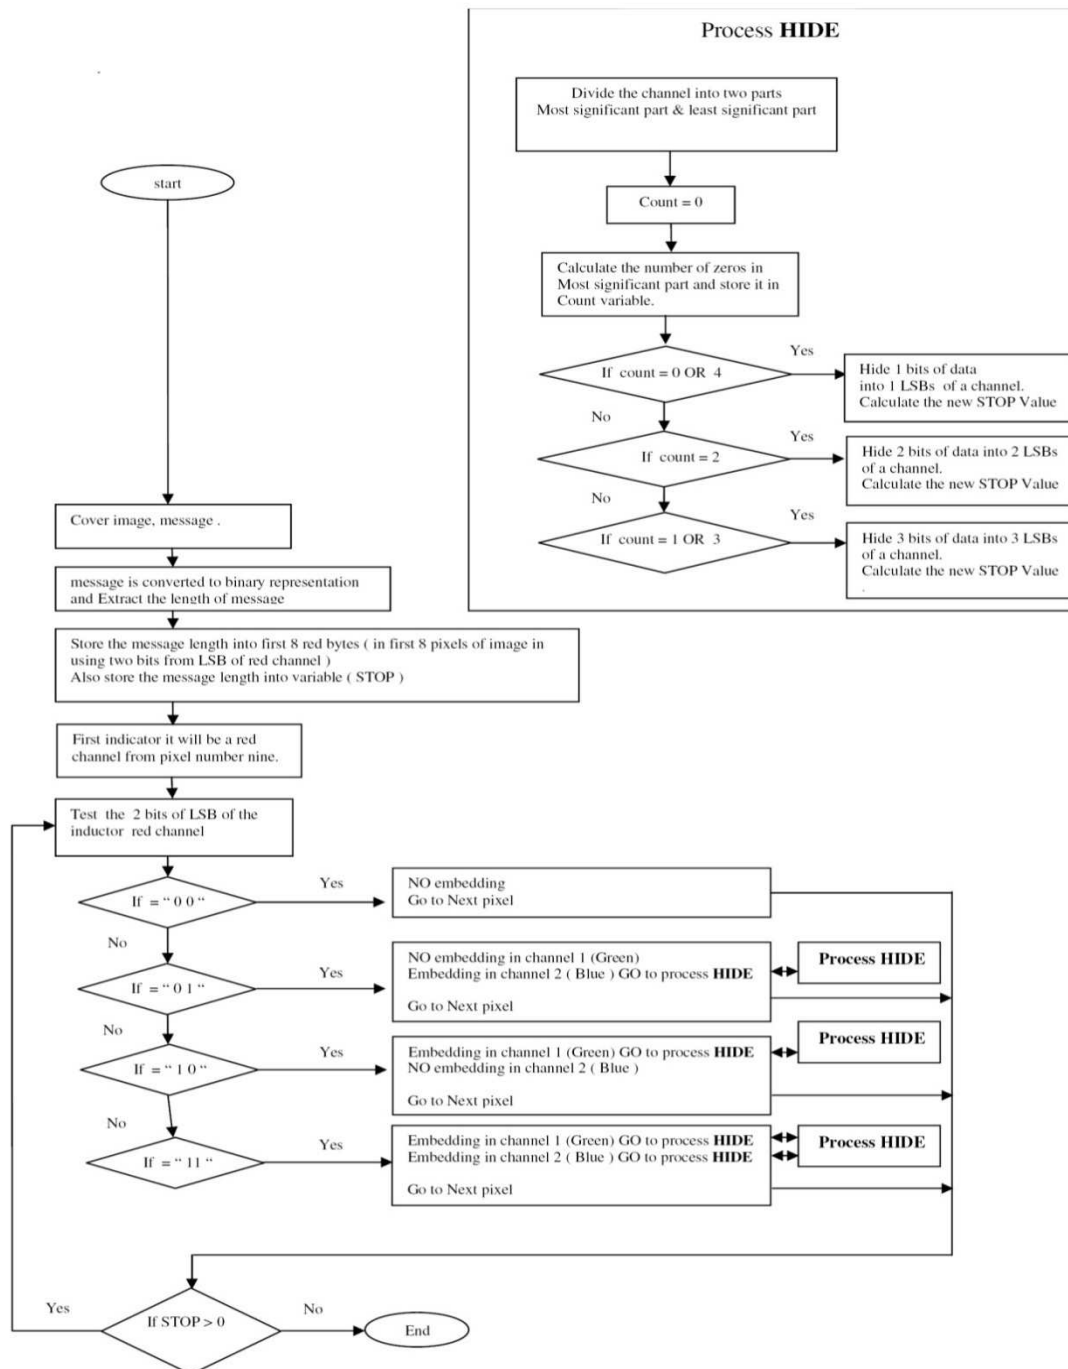 Process HIDE
Divide the channel into two parts
Most significant part & least significant part
Count = 0
Calculate the number of zeros in
Most significant part and store it in
Count variable.
If count = 0 OR 4
Yes
Hide 1 bits of data
into 1 LSBs of a channel.
Calculate the new STOP Value
No
If count = 2
Yes
Hide 2 bits of data into 2 LSBs
of a channel.
Calculate the new STOP Value
No
If count = 1 OR 3
Yes
Hide 3 bits of data into 3 LSBs
of a channel.
Calculate the new STOP Value
.
start
Cover image, message .
message is converted to binary representation
and Extract the length of message
Store the message length into first 8 red bytes ( in first 8 pixels of image in
using two bits from LSB of red channel )
Also store the message length into variable ( STOP )
First indicator it will be a red
channel from pixel number nine.
Test the 2 bits of LSB of the
inductor red channel
If = “ 0 0 “
Yes
NO embedding
Go to Next pixel
No
If = “ 0 1 “
Yes
NO embedding in channel 1 (Green)
Embedding in channel 2 ( Blue ) GO to process HIDE
Go to Next pixel
Process HIDE
No
If = “ 1 0 “
Yes
Embedding in channel 1 (Green) GO to process HIDE
NO embedding in channel 2 ( Blue )
Go to Next pixel
Process HIDE
No
If = “ 11 “
Yes
Embedding in channel 1 (Green) GO to process HIDE
Embedding in channel 2 ( Blue ) GO to process HIDE
Go to Next pixel
Process HIDE
If STOP > 0
Yes
No
End